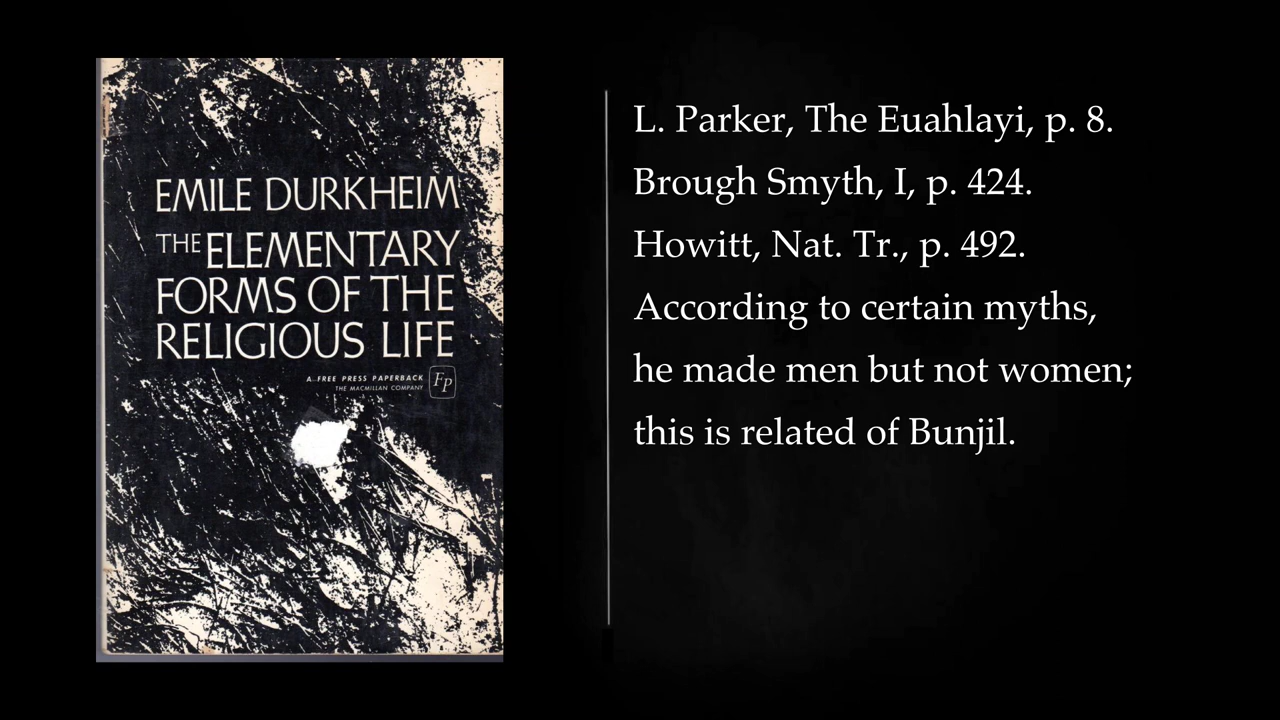 EMILE DURKHEIM
THE ELEMENTARY
FORMS OF THE
RELIGIOUS LIFE
A FREE PRESS PAPERBACK
THE MACMILLAN COMPANY
Fp
L. Parker, The Euahlayi, p. 8.
Brough Smyth, I, p. 424.
Howitt, Nat. Tr., p. 492.
According to certain myths,
he made men but not women;
this is related of Bunjil.